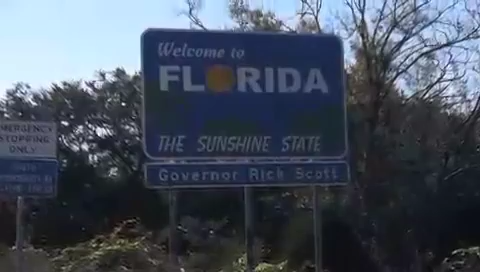 Welcome to
FLORIDA
THE SUNSHINE STATE
Governor Rick Scott
EMERGENCY
STOPPING
ONLY